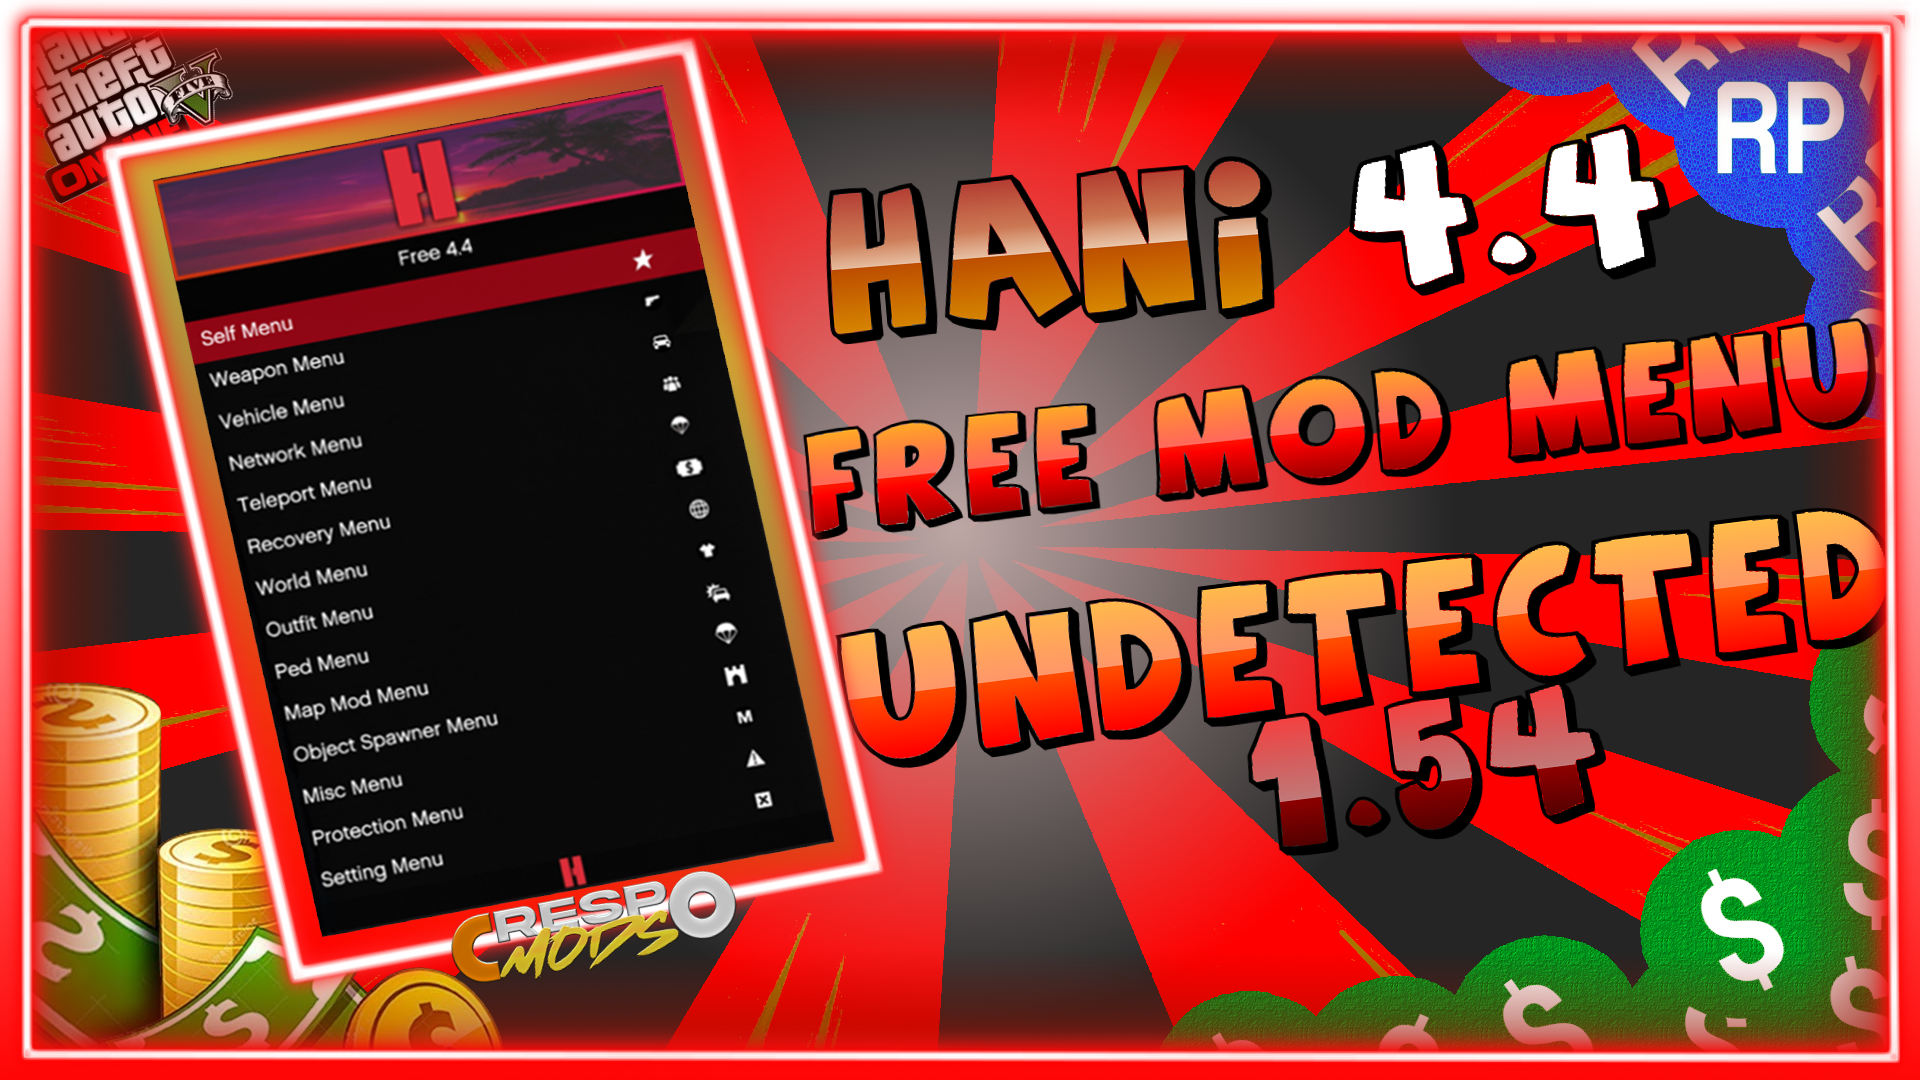 theft
auto
FIVE
V
ONLINE
H
Free 4.4
Self Menu
Weapon Menu
Vehicle Menu
Network Menu
Teleport Menu
Recovery Menu
World Menu
Outfit Menu
Ped Menu
Map Mod Menu
Object Spawner Menu
Misc Menu
M
Protection Menu
Setting Menu
H
CRESPO
MODS
HANi 4.4
FREE MOD MENU
UNDETECTED
1.54
RP
RP
$
$
$